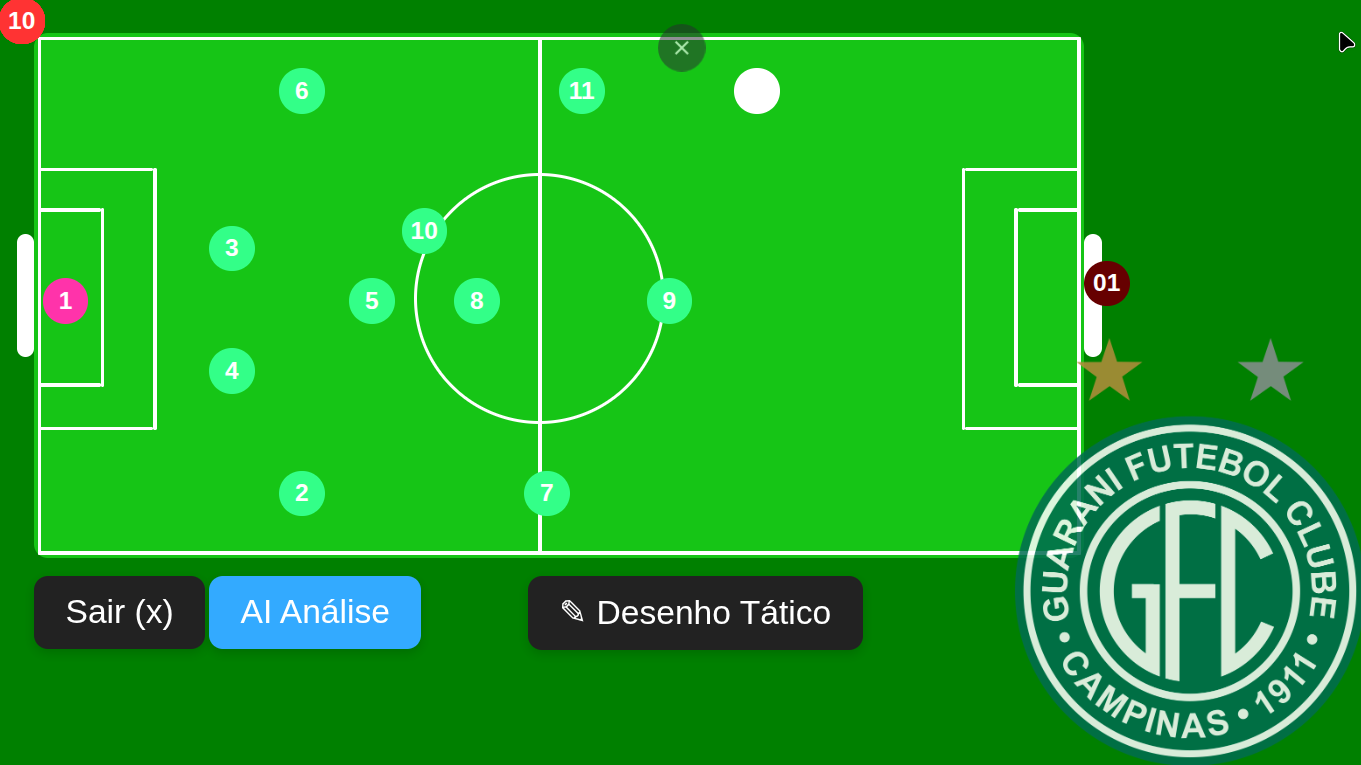 10
×
6
11
10
3
1
5
8
9
01
4
2
7
Sair (x)
AI Análise
✎ Desenho Tático
GUARANI FUTEBOL CLUBE
GFC
• CAMPINAS • 1911 •